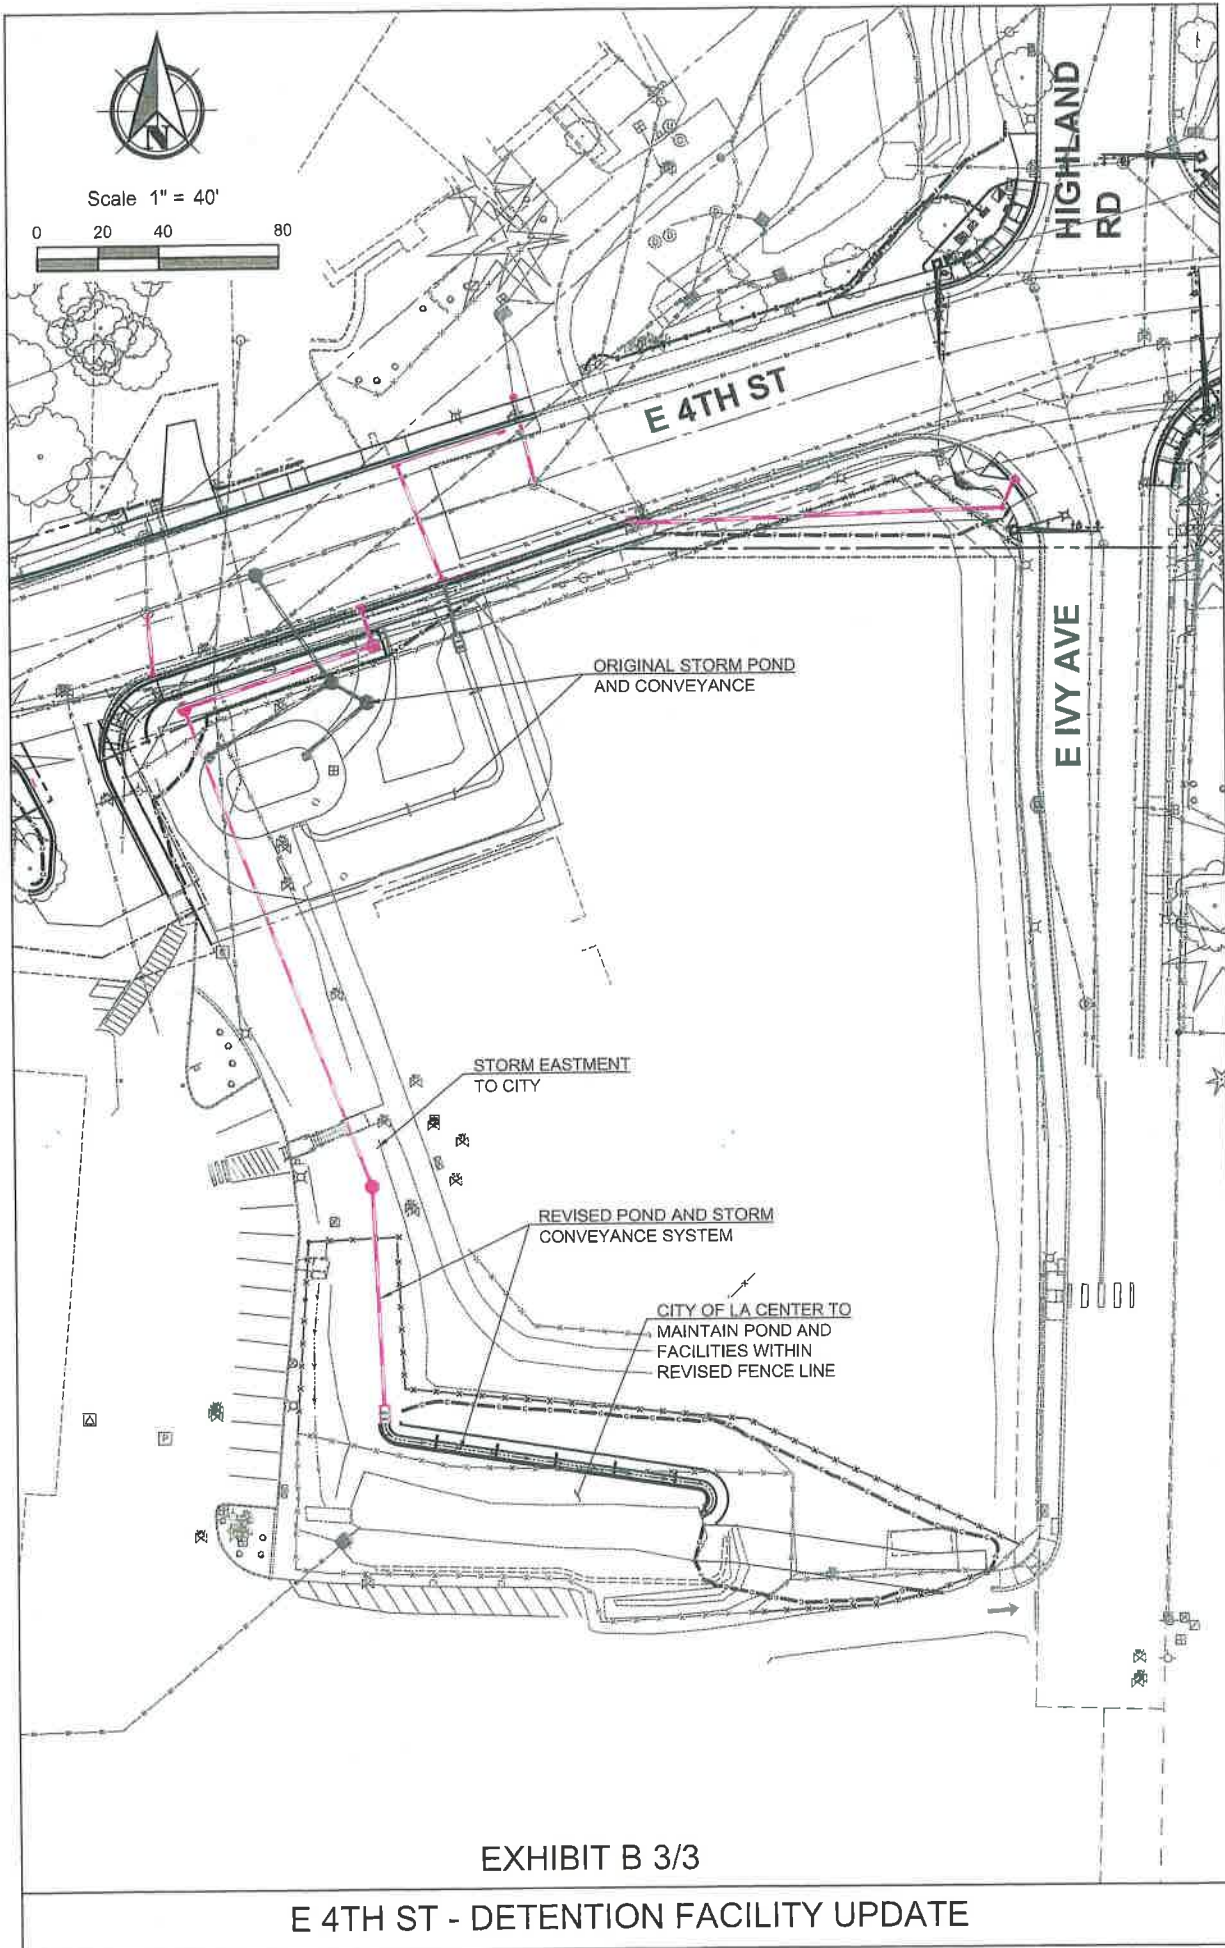 N
Scale 1" = 40'
0 20 40 80
HIGHLAND
RD
E 4TH ST
ORIGINAL STORM POND
AND CONVEYANCE
E IVY AVE
STORM EASTMENT
TO CITY
REVISED POND AND STORM
CONVEYANCE SYSTEM
CITY OF LA CENTER TO
MAINTAIN POND AND
FACILITIES WITHIN
REVISED FENCE LINE
P
EXHIBIT B 3/3
E 4TH ST - DETENTION FACILITY UPDATE